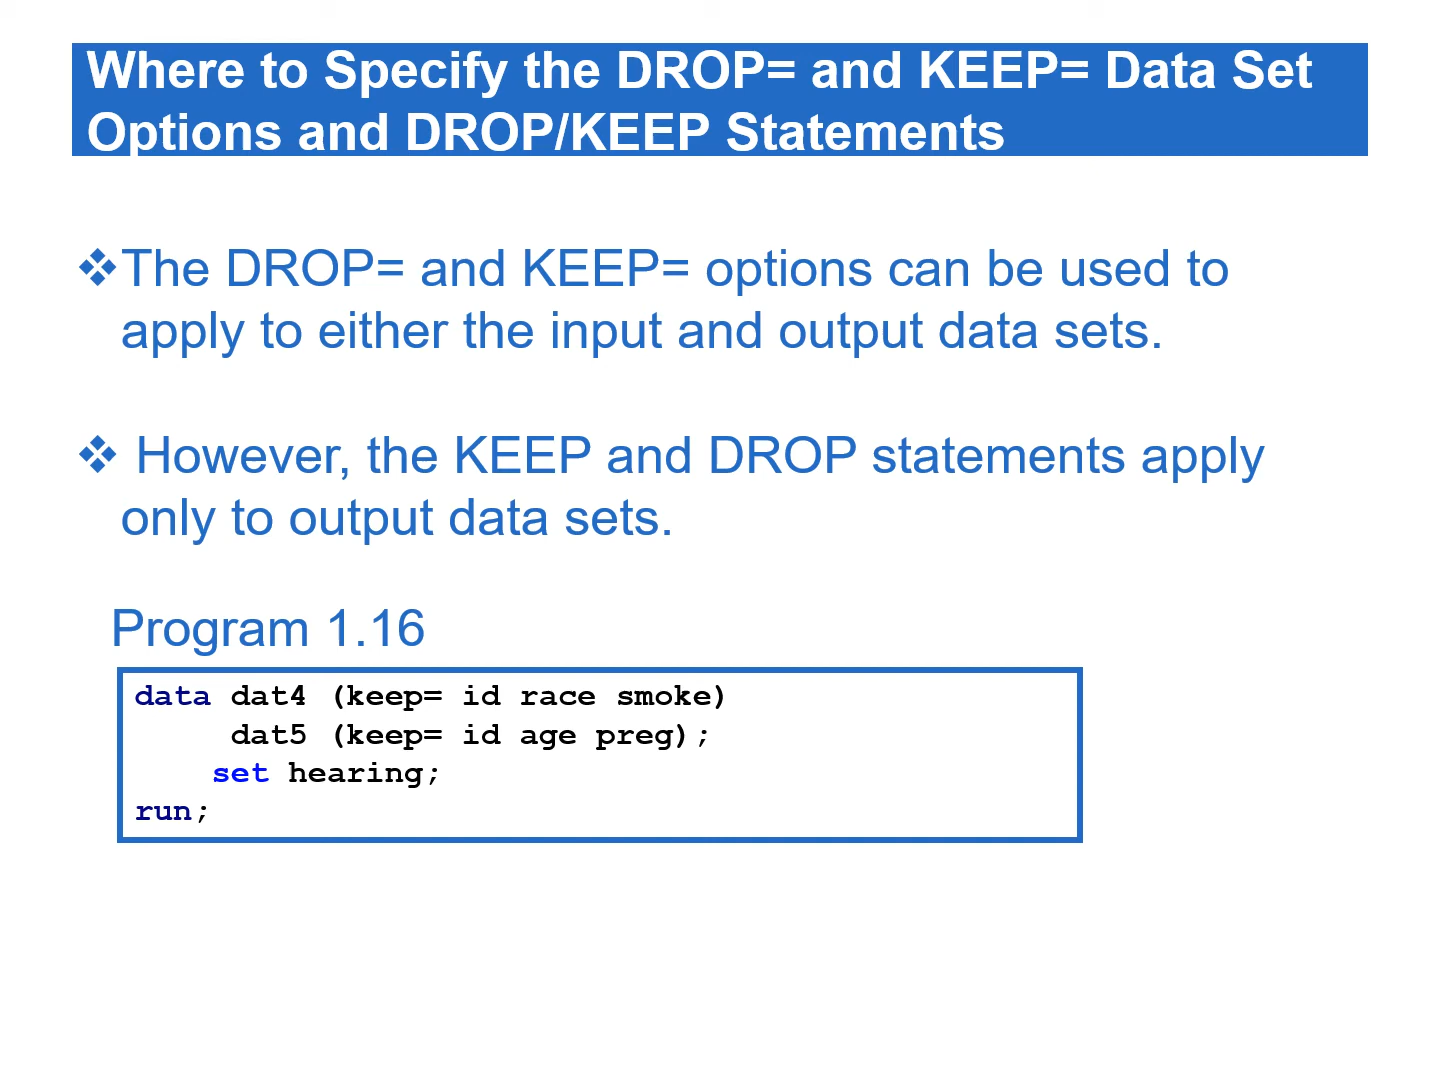 Where to Specify the DROP= and KEEP= Data Set
Options and DROP/KEEP Statements
❖The DROP= and KEEP= options can be used to
apply to either the input and output data sets.
❖ However, the KEEP and DROP statements apply
only to output data sets.
Program 1.16
data dat4 (keep= id race smoke)
     dat5 (keep= id age preg);
    set hearing;
run;